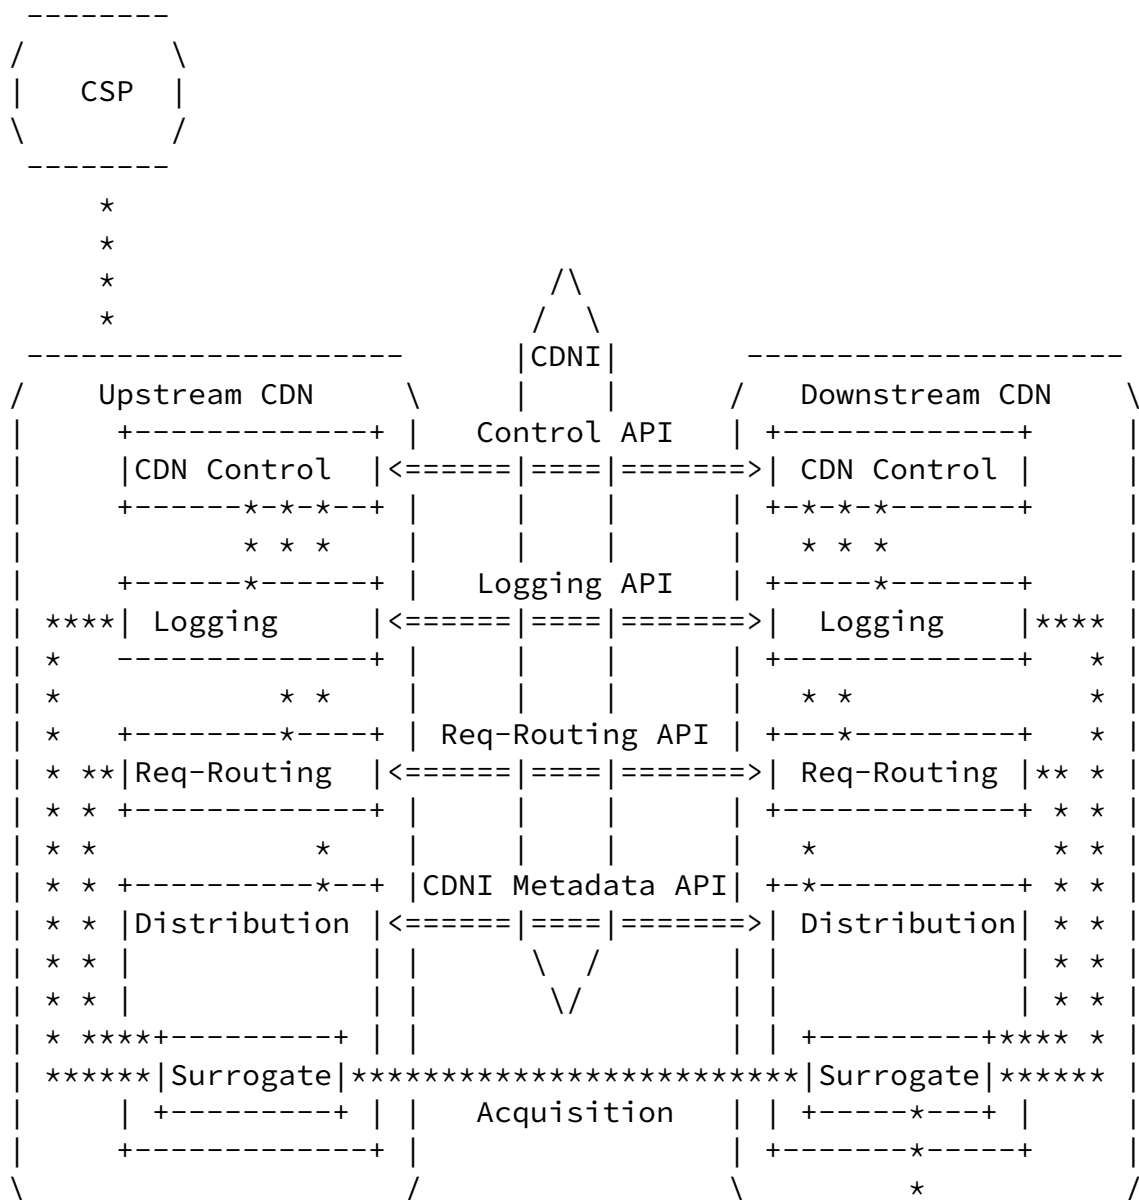 CSP
CDNI
Upstream CDN Downstream CDN
Control API
CDN Control CDN Control
Logging API
Logging Logging
Req-Routing API
Req-Routing Req-Routing
CDNI Metadata API
Distribution Distribution
Surrogate Surrogate
Acquisition